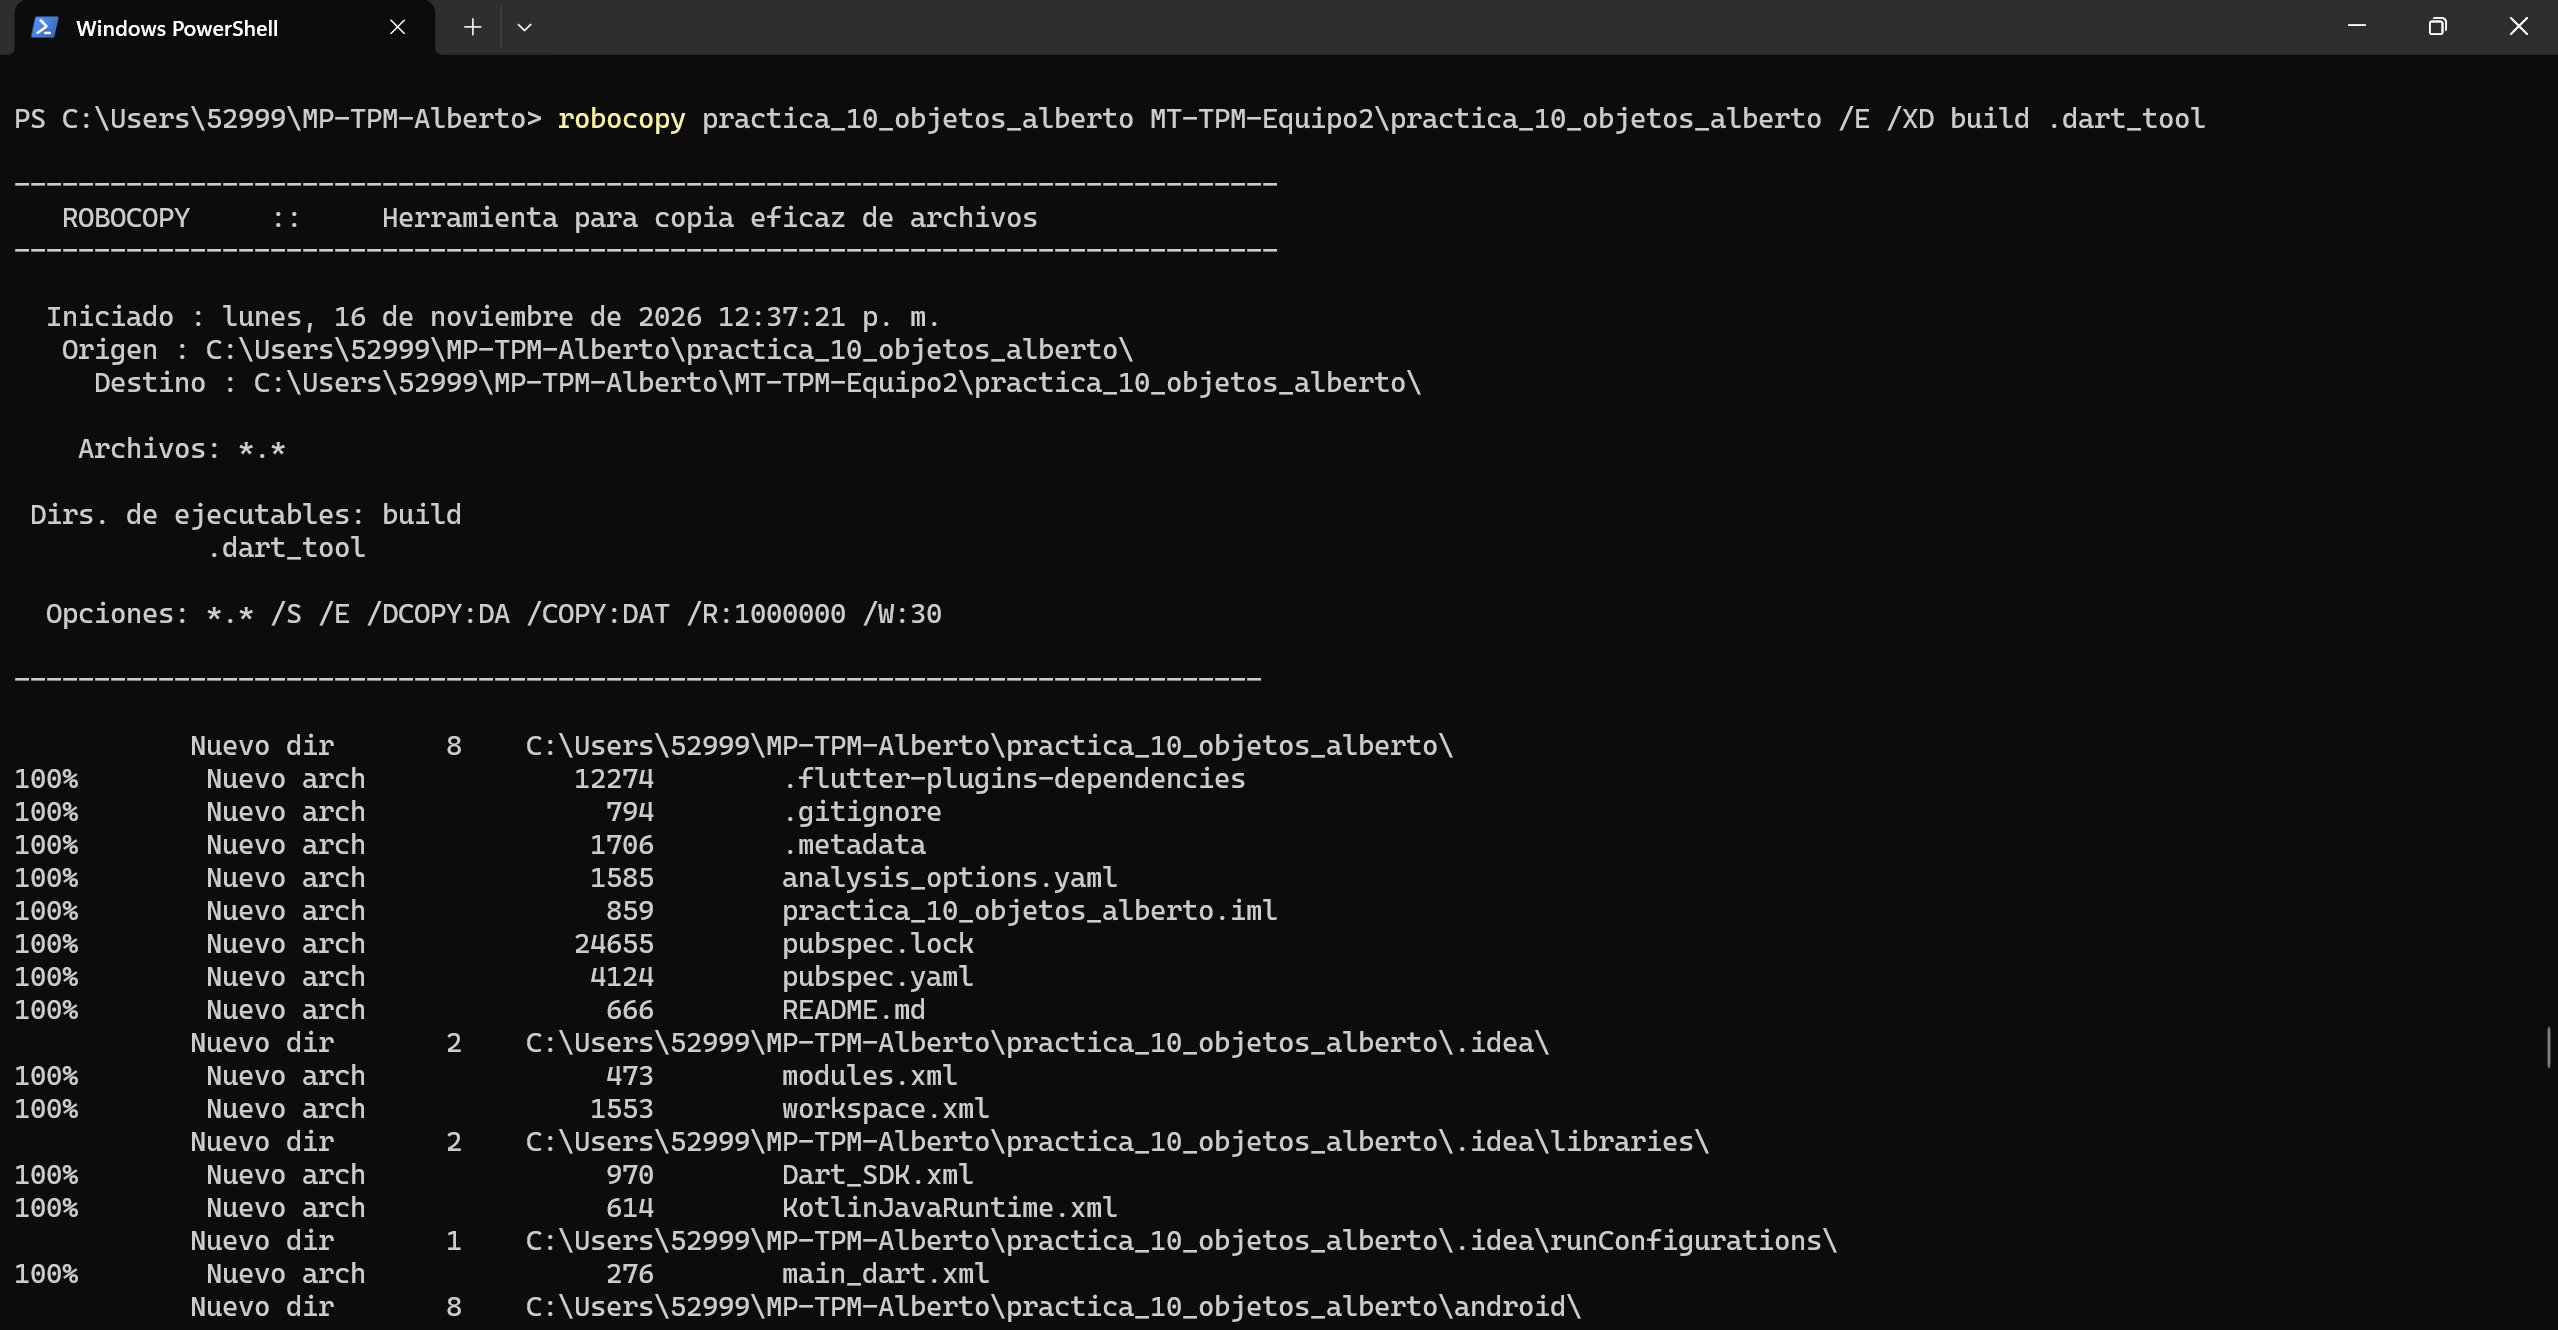 Windows PowerShell
PS C:\Users\52999\MP-TPM-Alberto> robocopy practica_10_objetos_alberto MT-TPM-Equipo2\practica_10_objetos_alberto /E /XD build .dart_tool
-------------------------------------------------------------------------------
   ROBOCOPY     ::     Herramienta para copia eficaz de archivos
-------------------------------------------------------------------------------
  Iniciado : lunes, 16 de noviembre de 2026 12:37:21 p. m.
   Origen : C:\Users\52999\MP-TPM-Alberto\practica_10_objetos_alberto\
     Destino : C:\Users\52999\MP-TPM-Alberto\MT-TPM-Equipo2\practica_10_objetos_alberto\
    Archivos: *.*
 Dirs. de ejecutables: build
            .dart_tool
  Opciones: *.* /S /E /DCOPY:DA /COPY:DAT /R:1000000 /W:30
------------------------------------------------------------------------------
           Nuevo dir       8    C:\Users\52999\MP-TPM-Alberto\practica_10_objetos_alberto\
100%        Nuevo arch             12274        .flutter-plugins-dependencies
100%        Nuevo arch               794        .gitignore
100%        Nuevo arch              1706        .metadata
100%        Nuevo arch              1585        analysis_options.yaml
100%        Nuevo arch               859        practica_10_objetos_alberto.iml
100%        Nuevo arch             24655        pubspec.lock
100%        Nuevo arch              4124        pubspec.yaml
100%        Nuevo arch               666        README.md
           Nuevo dir       2    C:\Users\52999\MP-TPM-Alberto\practica_10_objetos_alberto\.idea\
100%        Nuevo arch               473        modules.xml
100%        Nuevo arch              1553        workspace.xml
           Nuevo dir       2    C:\Users\52999\MP-TPM-Alberto\practica_10_objetos_alberto\.idea\libraries\
100%        Nuevo arch               970        Dart_SDK.xml
100%        Nuevo arch               614        KotlinJavaRuntime.xml
           Nuevo dir       1    C:\Users\52999\MP-TPM-Alberto\practica_10_objetos_alberto\.idea\runConfigurations\
100%        Nuevo arch               276        main_dart.xml
           Nuevo dir       8    C:\Users\52999\MP-TPM-Alberto\practica_10_objetos_alberto\android\